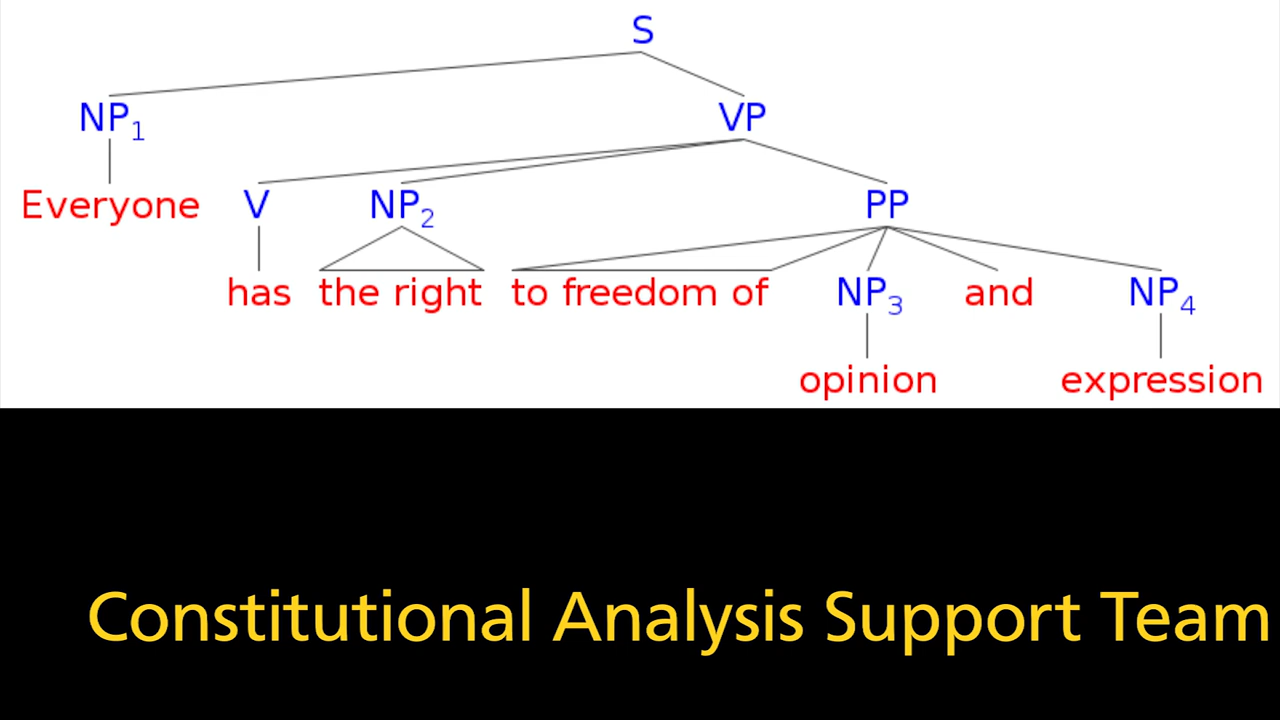 S
NP1 VP
Everyone V NP2 PP
has the right to freedom of NP3 and NP4
opinion expression
Constitutional Analysis Support Team